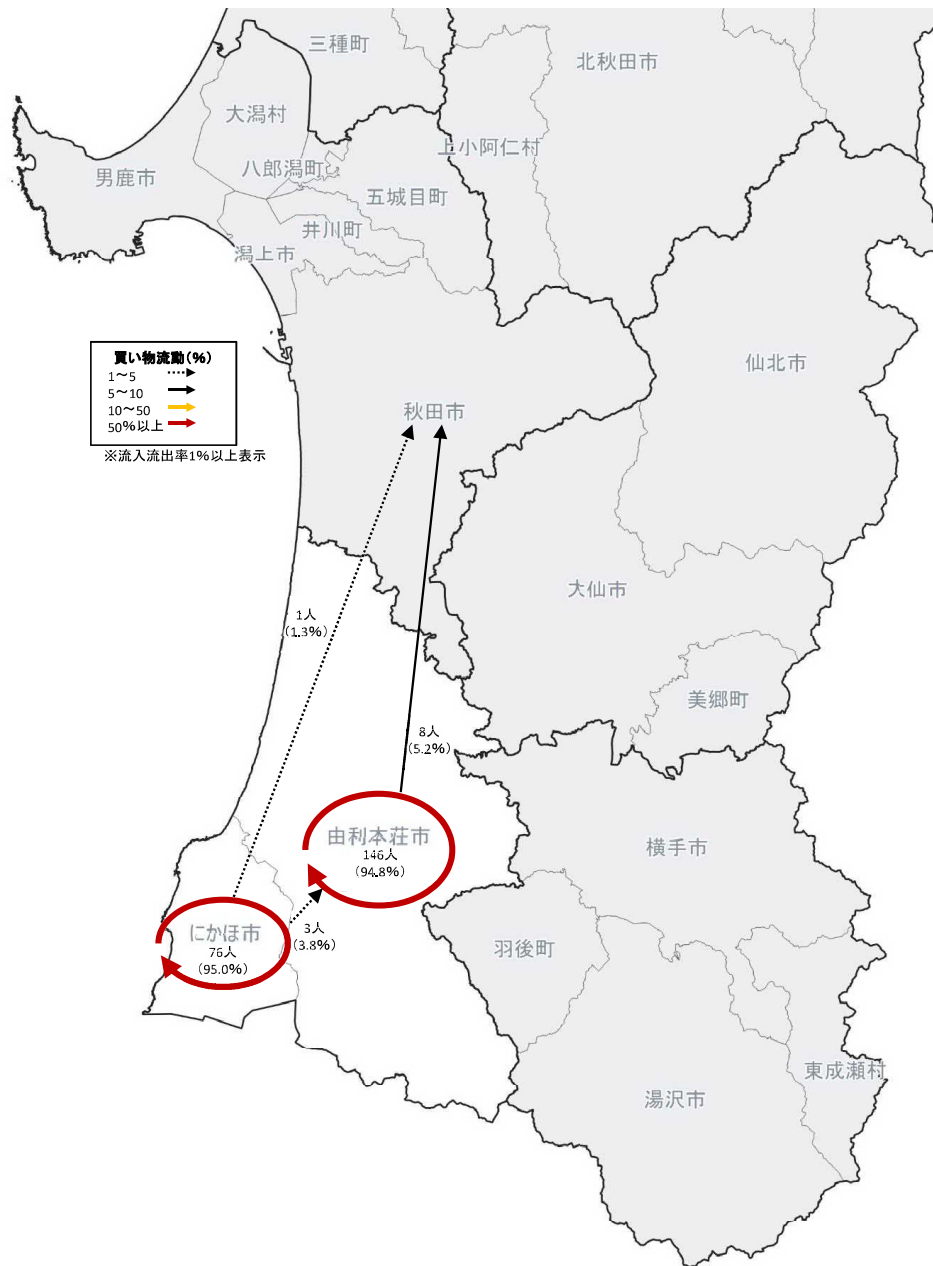 三種町
北秋田市
大潟村
上小阿仁村
八郎潟町
男鹿市
五城目町
井川町
潟上市
買い物流動(%)
1～5
5～10
10～50
50%以上
※流入流出率1%以上表示
仙北市
秋田市
大仙市
1人
(1.3%)
美郷町
8人
(5.2%)
由利本荘市
146人
(94.8%)
横手市
にかほ市
76人
(95.0%)
3人
(3.8%)
羽後町
東成瀬村
湯沢市